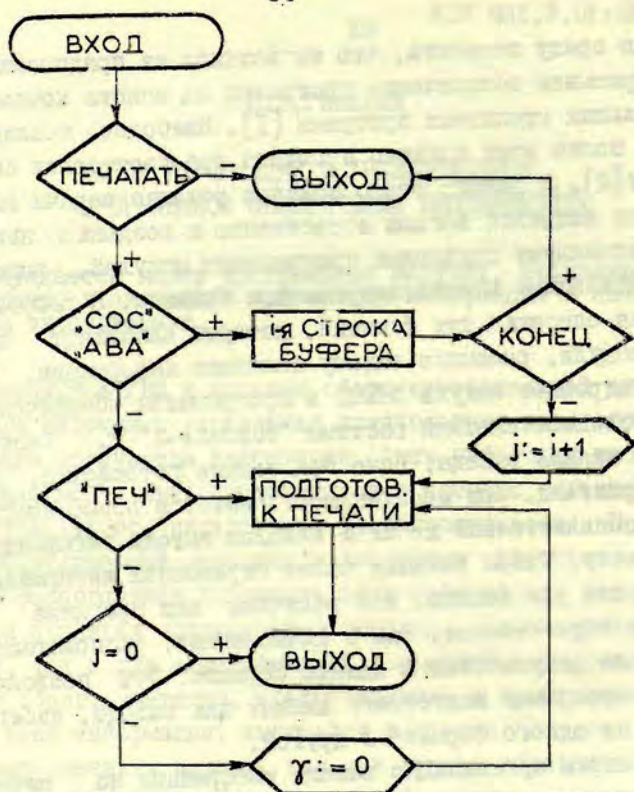 ВХОД
ПЕЧАТАТЬ
–
ВЫХОД
+
+
„СОС"
„АВА"
+
i-я СТРОКА
БУФЕРА
КОНЕЦ
–
–
j:=i+1
"ПЕЧ"
+
ПОДГОТОВ.
К ПЕЧАТИ
–
j=0
+
ВЫХОД
–
γ:=0